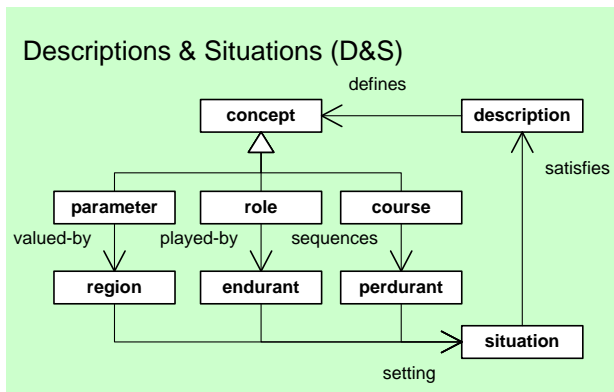 Descriptions & Situations (D&S)
defines
concept
description
satisfies
parameter
role
course
valued-by
played-by
sequences
region
endurant
perdurant
situation
setting